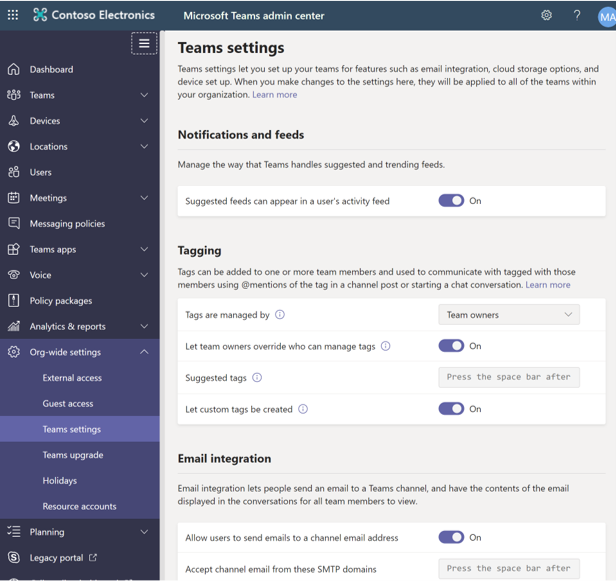 Contoso Electronics
Microsoft Teams admin center
?
MA
Dashboard
Teams
Devices
Locations
Users
Meetings
Messaging policies
Teams apps
Voice
Policy packages
Analytics & reports
Org-wide settings
External access
Guest access
Teams settings
Teams upgrade
Holidays
Resource accounts
Planning
Legacy portal
Teams settings
Teams settings let you set up your teams for features such as email integration, cloud storage options, and
device set up. When you make changes to the settings here, they will be applied to all of the teams within
your organization. Learn more
Notifications and feeds
Manage the way that Teams handles suggested and trending feeds.
Suggested feeds can appear in a user's activity feed On
Tagging
Tags can be added to one or more team members and used to communicate with tagged with those
members using @mentions of the tag in a channel post or starting a chat conversation. Learn more
Tags are managed by Team owners
Let team owners override who can manage tags On
Suggested tags Press the space bar after
Let custom tags be created On
Email integration
Email integration lets people send an email to a Teams channel, and have the contents of the email
displayed in the conversations for all team members to view.
Allow users to send emails to a channel email address On
Accept channel email from these SMTP domains Press the space bar after